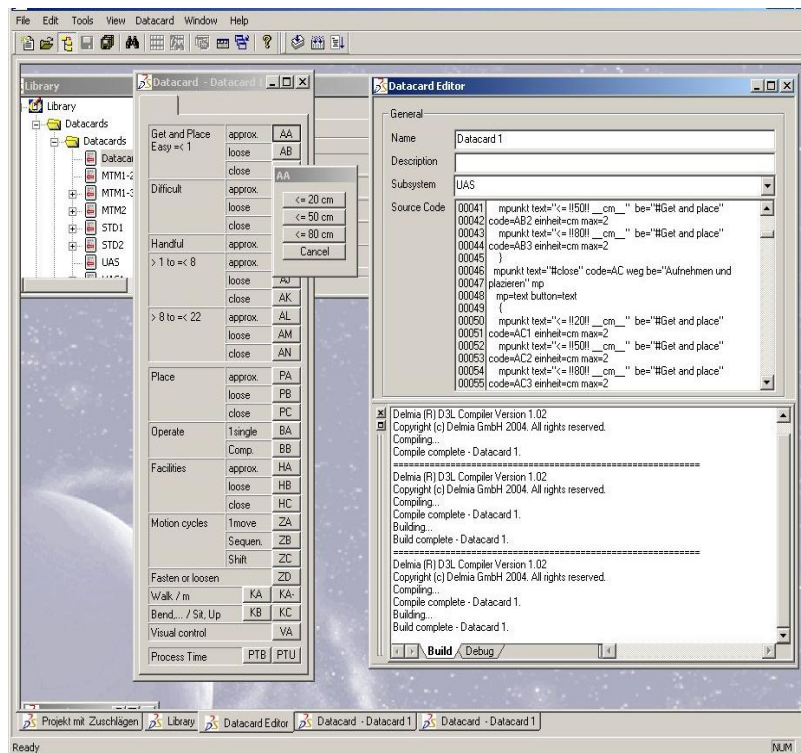 File Edit Tools View Datacard Window Help
Library
Library
Datacards
Datacards
MTM1-2
MTM1-3
MTM2
STD1
STD2
UAS
Datacard - Datacard 1
Get and Place approx. AA
Easy =< 1 loose AB
close
Difficult approx.
loose
close
Handful approx.
> 1 to =< 8 approx.
loose AJ
close AK
> 8 to =< 22 approx. AL
loose AM
close AN
Place approx. PA
loose PB
close PC
Operate 1single BA
Comp. BB
Facilities approx. HA
loose HB
close HC
Motion cycles 1move ZA
Sequen. ZB
Shift ZC
Fasten or loosen ZD
Walk / m KA KA-
Bend,... / Sit, Up KB KC
Visual control VA
Process Time PTB PTU
AA
<= 20 cm
<= 50 cm
<= 80 cm
Cancel
Datacard Editor
General
Name Datacard 1
Description
Subsystem UAS
Source Code
00041 mpunkt text="<= !!50!! __cm__" be="#Get and place"
00042 code=AB2 einheit=cm max=2
00043 mpunkt text="<= !!80!! __cm__" be="#Get and place"
00044 code=AB3 einheit=cm max=2
00045 }
00046 mpunkt text="#close" code=AC weg be="Aufnehmen und
00047 plazieren" mp
00048 mp=text button=text
00049 {
00050 mpunkt text="<= !!20!! __cm__" be="#Get and place"
00051 code=AC1 einheit=cm max=2
00052 mpunkt text="<= !!50!! __cm__" be="#Get and place"
00053 code=AC2 einheit=cm max=2
00054 mpunkt text="<= !!80!! __cm__" be="#Get and place"
00055 code=AC3 einheit=cm max=2
Delmia (R) D3L Compiler Version 1.02
Copyright (c) Delmia GmbH 2004. All rights reserved.
Compiling...
Compile complete - Datacard 1.
==========================================================
Delmia (R) D3L Compiler Version 1.02
Copyright (c) Delmia GmbH 2004. All rights reserved.
Compiling...
Compile complete - Datacard 1.
Building...
Build complete - Datacard 1.
==========================================================
Delmia (R) D3L Compiler Version 1.02
Copyright (c) Delmia GmbH 2004. All rights reserved.
Compiling...
Compile complete - Datacard 1.
Building...
Build complete - Datacard 1.
Build Debug
Projekt mit Zuschlägen Library Datacard Editor Datacard - Datacard 1 Datacard - Datacard 1
Ready NUM